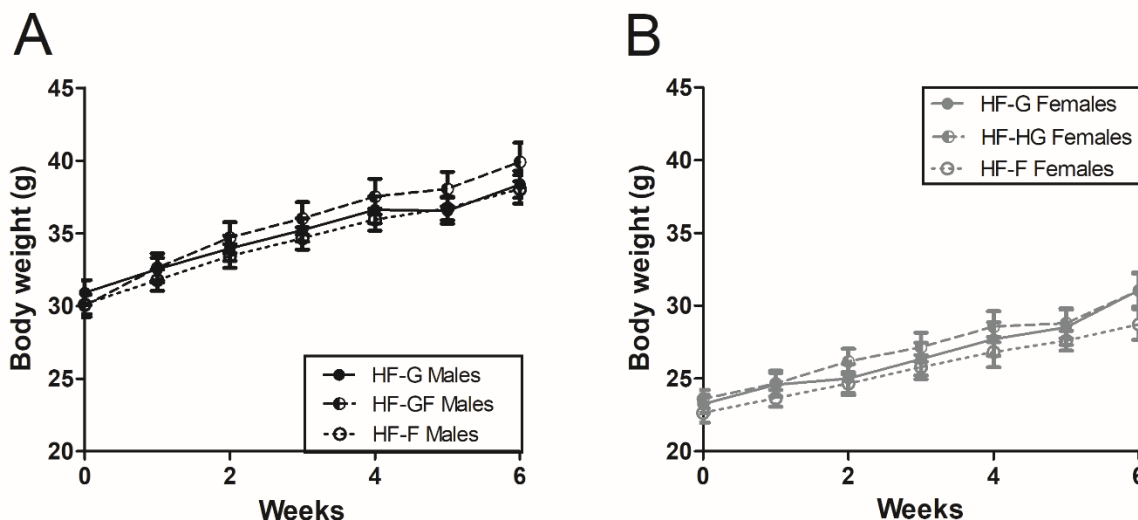 A
Body weight (g)
45
40
35
30
25
20
HF-G Males
HF-GF Males
HF-F Males
0
2
4
6
Weeks
B
Body weight (g)
45
40
35
30
25
20
HF-G Females
HF-HG Females
HF-F Females
0
2
4
6
Weeks